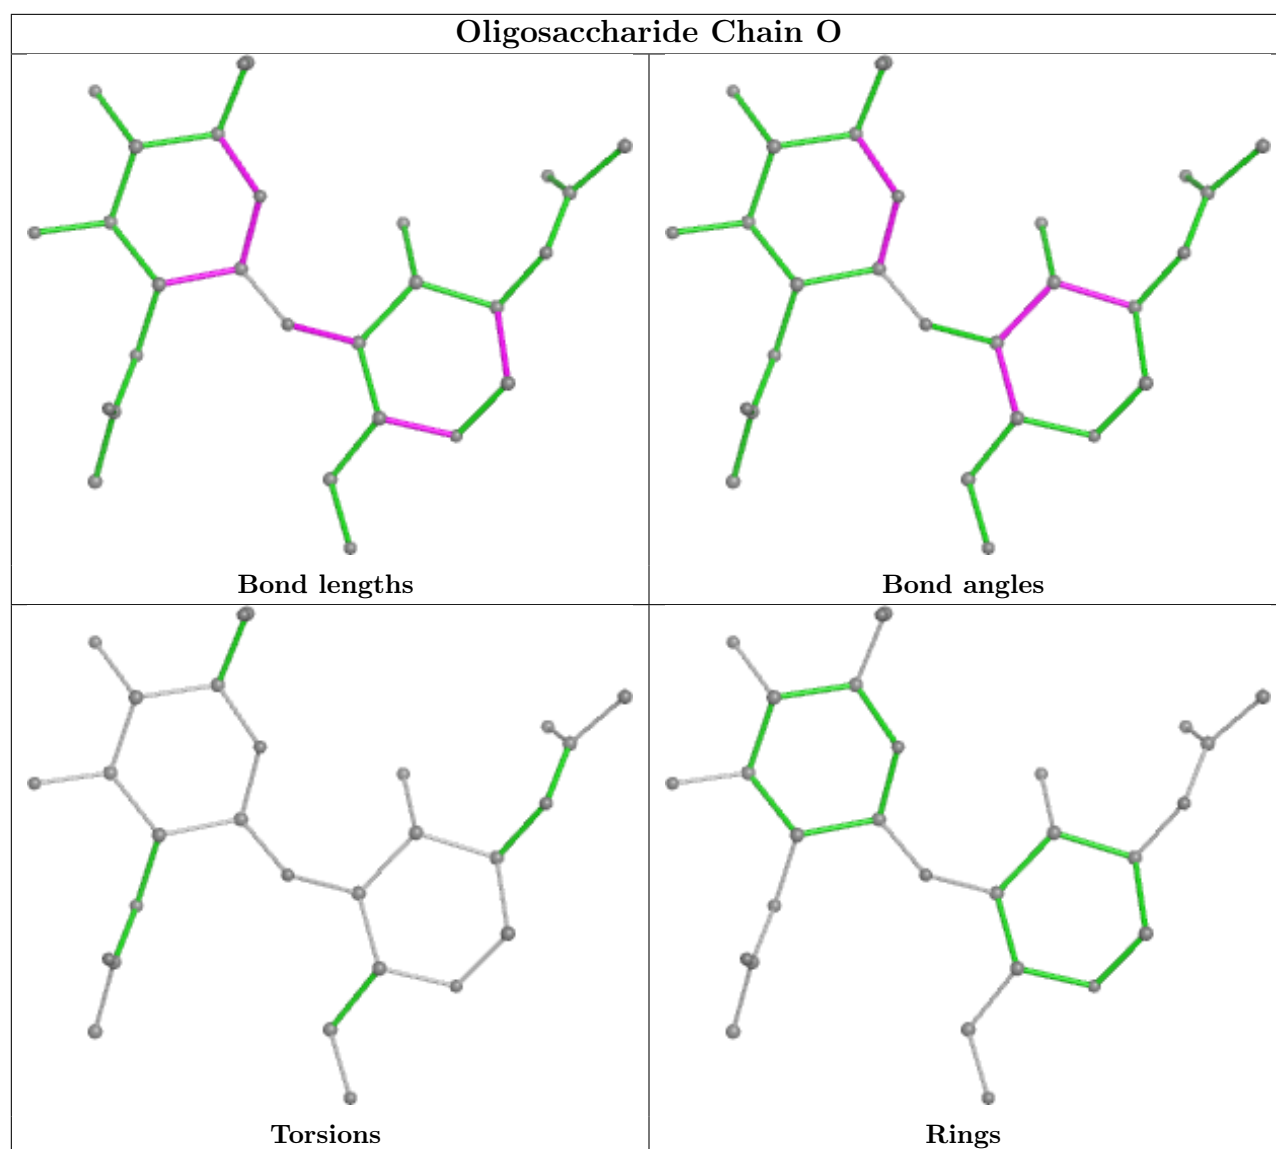 Oligosaccharide Chain O
Bond lengths
Bond angles
Torsions
Rings